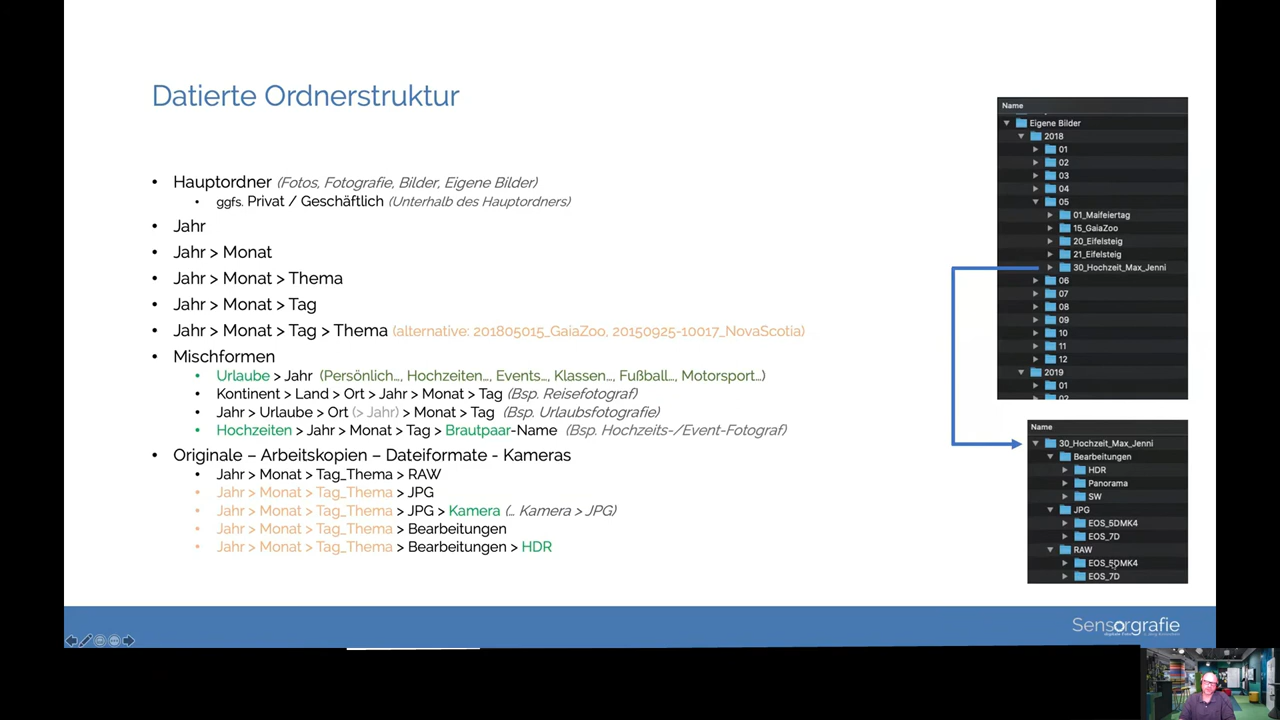 Datierte Ordnerstruktur
• Hauptordner (Fotos, Fotografie, Bilder, Eigene Bilder)
• ggfs. Privat / Geschäftlich (Unterhalb des Hauptordners)
• Jahr
• Jahr > Monat
• Jahr > Monat > Thema
• Jahr > Monat > Tag
• Jahr > Monat > Tag > Thema (alternative: 201805015_GaiaZoo, 20150925-10017_NovaScotia)
• Mischformen
• Urlaube > Jahr (Persönlich…, Hochzeiten…, Events…, Klassen…, Fußball…, Motorsport…)
• Kontinent > Land > Ort > Jahr > Monat > Tag (Bsp. Reisefotograf)
• Jahr > Urlaube > Ort (> Jahr) > Monat > Tag (Bsp. Urlaubsfotografie)
• Hochzeiten > Jahr > Monat > Tag > Brautpaar-Name (Bsp. Hochzeits-/Event-Fotograf)
• Originale – Arbeitskopien – Dateiformate - Kameras
• Jahr > Monat > Tag_Thema > RAW
• Jahr > Monat > Tag_Thema > JPG
• Jahr > Monat > Tag_Thema > JPG > Kamera (… Kamera > JPG)
• Jahr > Monat > Tag_Thema > Bearbeitungen
• Jahr > Monat > Tag_Thema > Bearbeitungen > HDR
Name
Eigene Bilder
2018
01
02
03
04
05
01_Maifeiertag
15_GaiaZoo
20_Eifelsteig
21_Eifelsteig
30_Hochzeit_Max_Jenni
06
07
08
09
10
11
12
2019
01
02
Name
30_Hochzeit_Max_Jenni
Bearbeitungen
HDR
Panorama
SW
JPG
EOS_5DMK4
EOS_7D
RAW
EOS_5DMK4
EOS_7D
Sensorgrafie